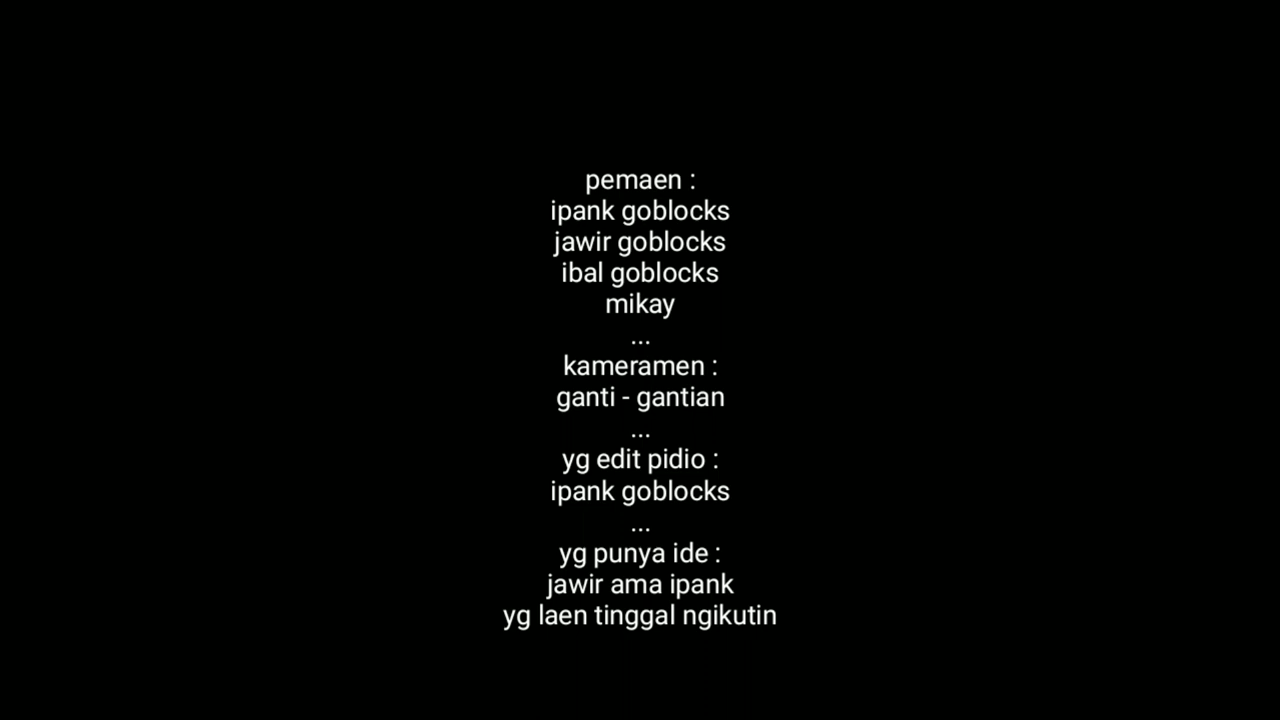 pemaen :
ipank goblocks
jawir goblocks
ibal goblocks
mikay
...
kameramen :
ganti - gantian
...
yg edit pidio :
ipank goblocks
...
yg punya ide :
jawir ama ipank
yg laen tinggal ngikutin